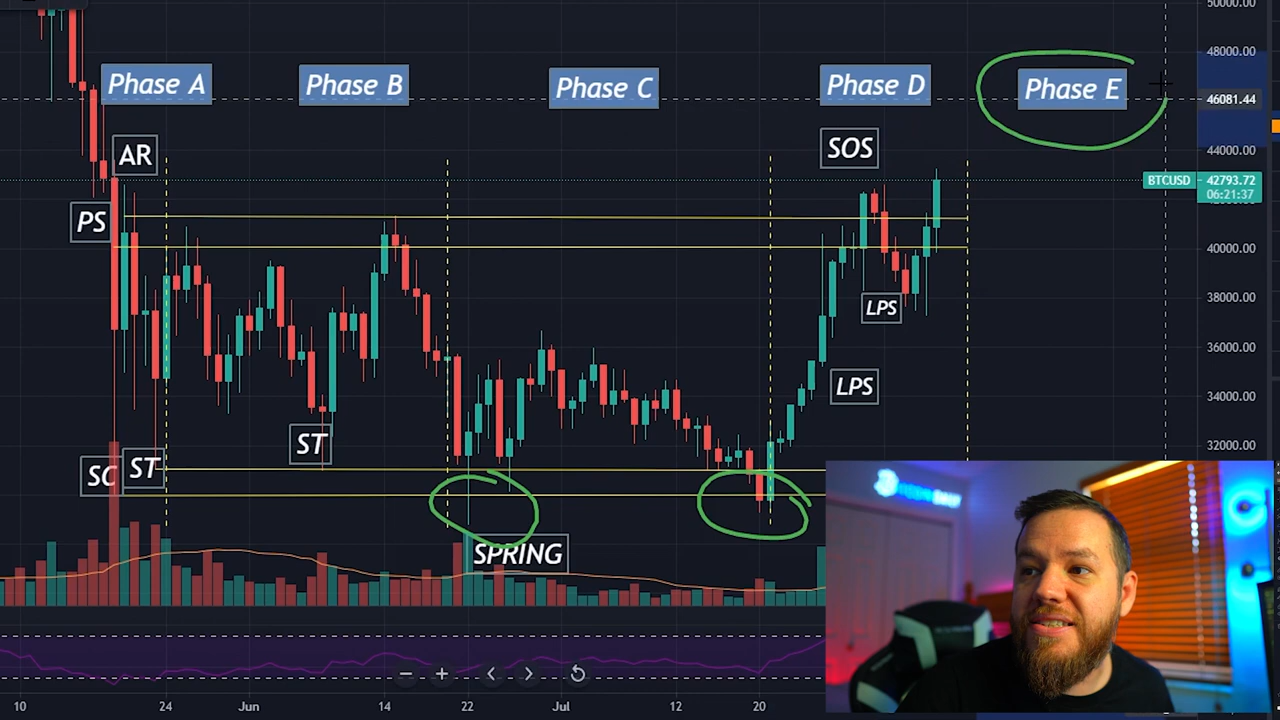 50000.00
48000.00
Phase A
Phase B
Phase C
Phase D
Phase E
46081.44
44000.00
AR
SOS
BTCUSD 42793.72
06:21:37
PS
40000.00
38000.00
LPS
36000.00
LPS
34000.00
ST
32000.00
SC
ST
SPRING
10
24
Jun
14
22
Jul
12
20